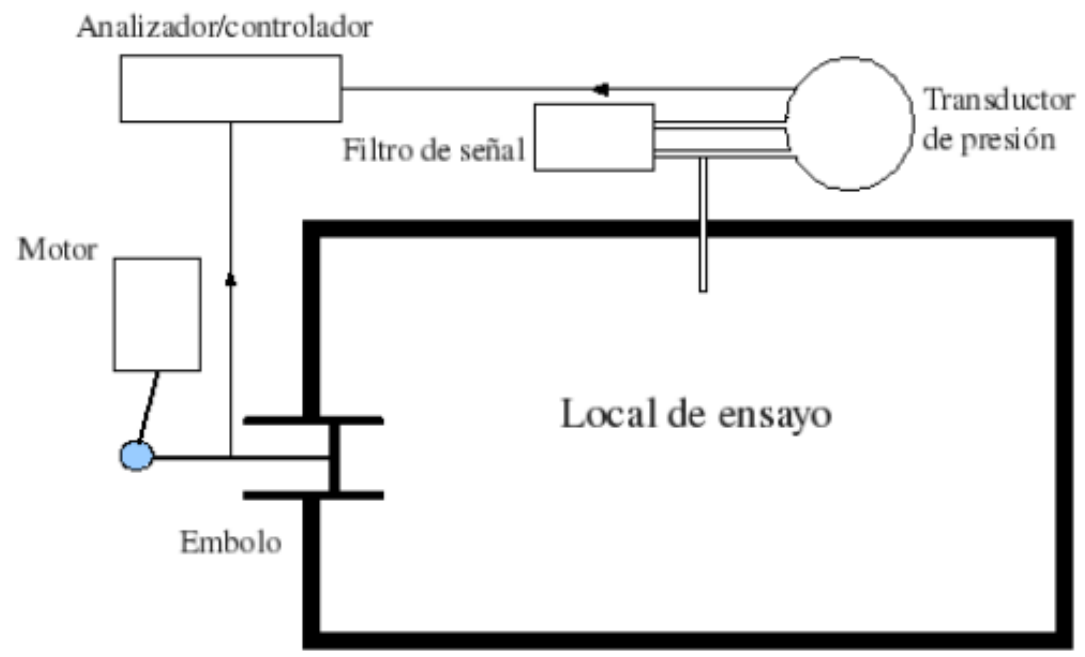 Analizador/controlador
Transductor
de presión
Filtro de señal
Motor
Local de ensayo
Embolo